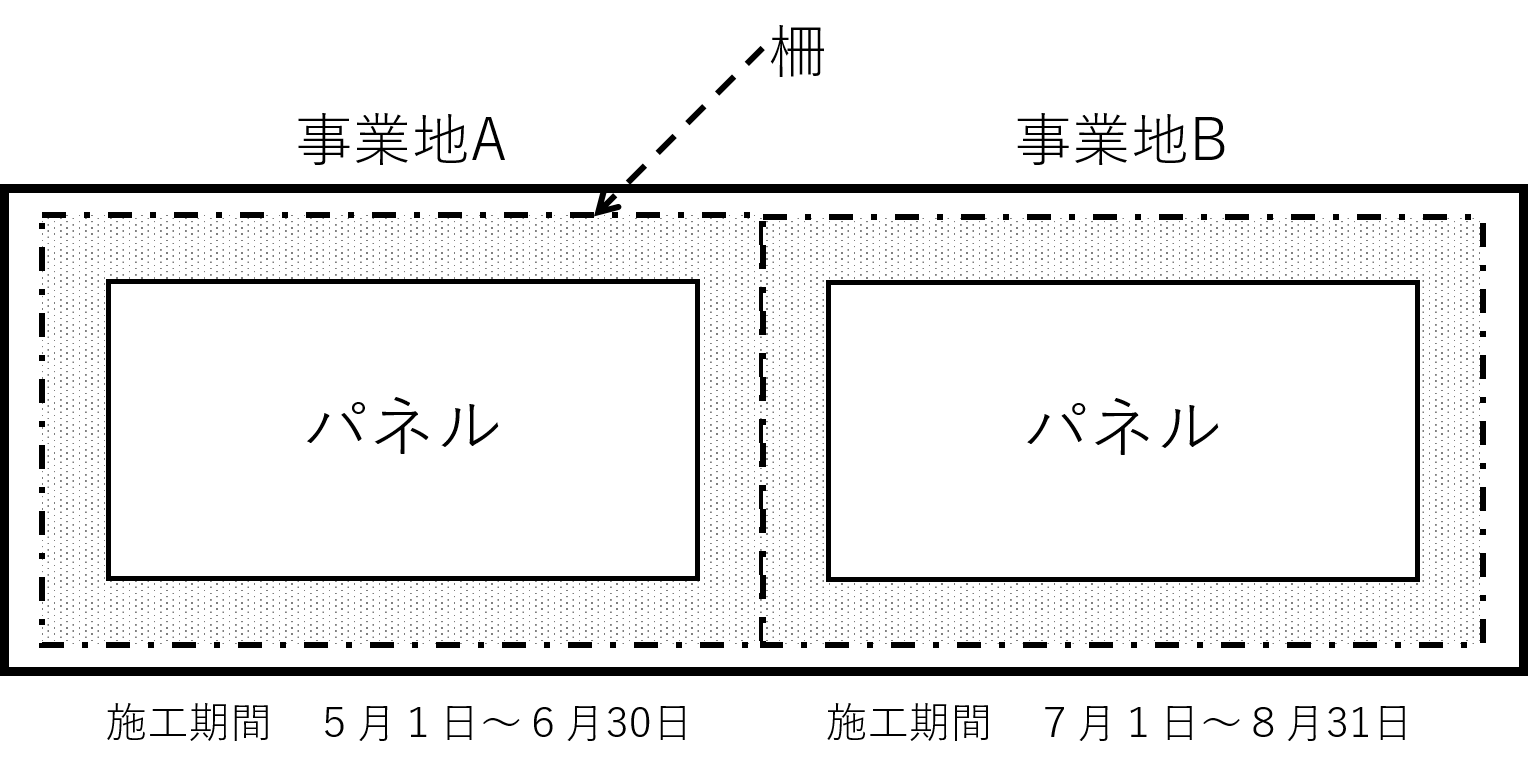 柵
事業地A
事業地B
パネル
パネル
施工期間　５月１日～６月30日
施工期間　７月１日～８月31日